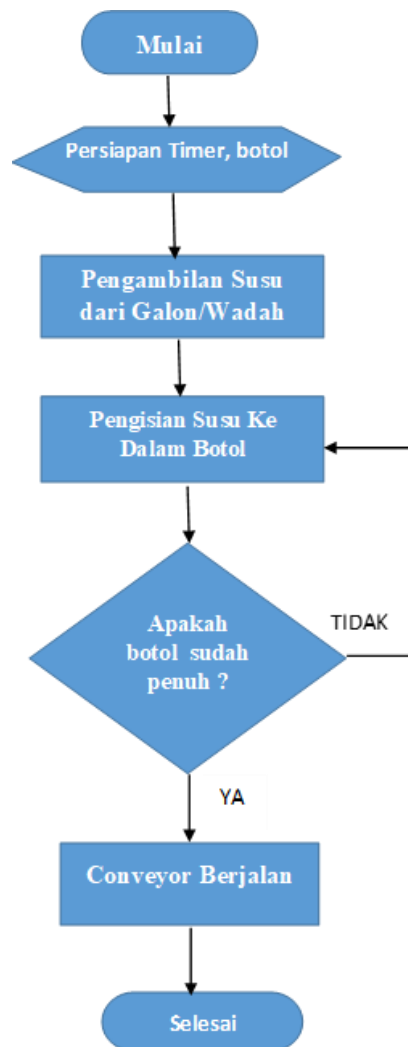 Mulai
Persiapan Timer, botol
Pengambilan Susu
dari Galon/Wadah
Pengisian Susu Ke
Dalam Botol
Apakah
botol sudah
penuh ?
TIDAK
YA
Conveyor Berjalan
Selesai